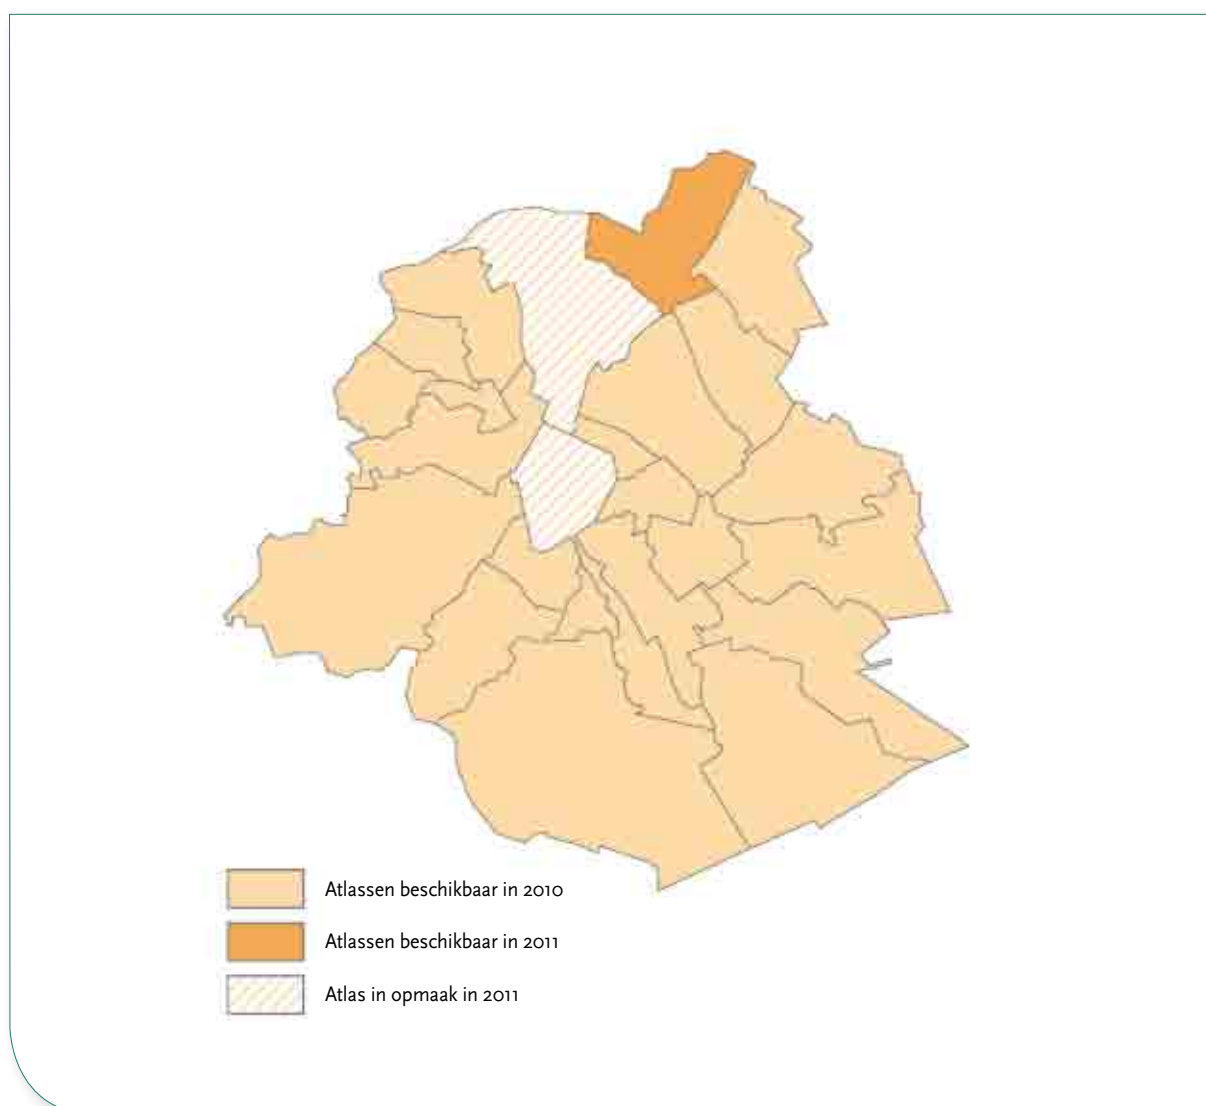 Atlassen beschikbaar in 2010
Atlassen beschikbaar in 2011
Atlas in opmaak in 2011